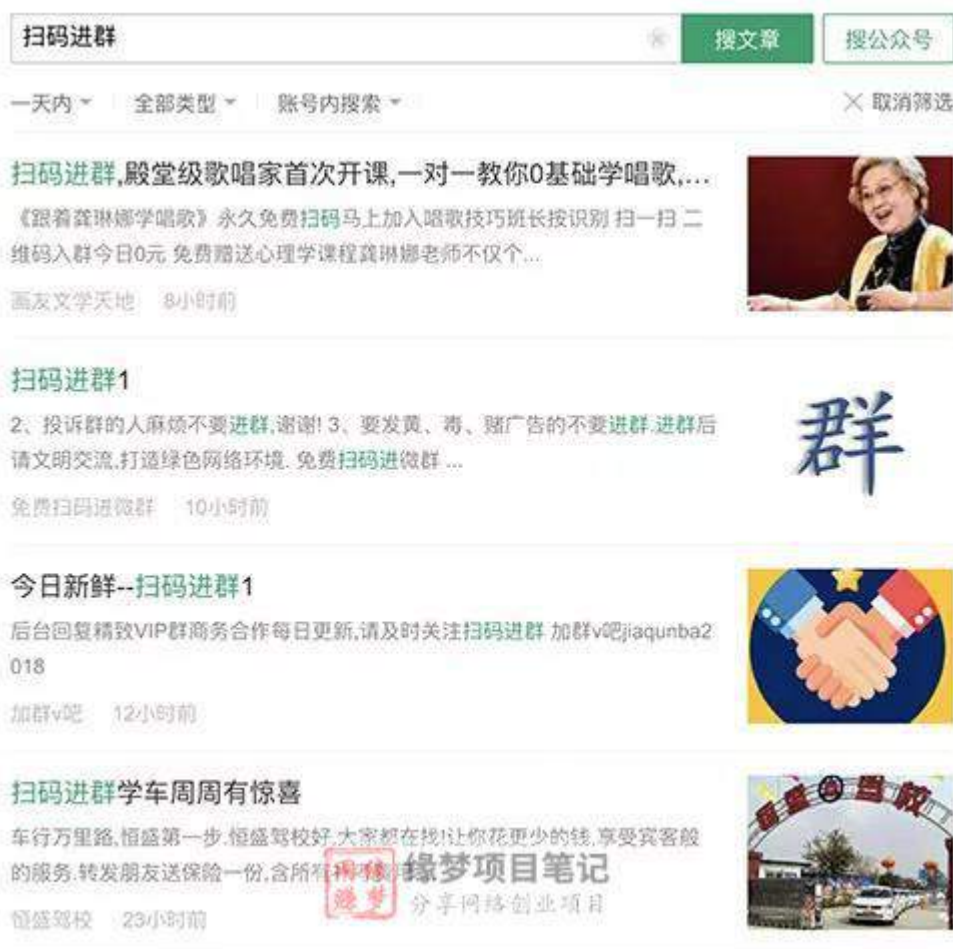 扫码进群
搜文章
搜公众号
一天内
全部类型
账号内搜索
取消筛选
扫码进群,殿堂级歌唱家首次开课,一对一教你0基础学唱歌,...
《跟着龚琳娜学唱歌》永久免费扫码马上加入唱歌技巧班长按识别 扫一扫 二
维码入群今日0元 免费赠送心理学课程龚琳娜老师不仅个...
画友文学天地
8小时前
扫码进群1
2、投诉群的人麻烦不要进群,谢谢! 3、要发黄、毒、赌广告的不要进群.进群后
请文明交流,打造绿色网络环境. 免费扫码进微群 ...
免费扫码进微群
10小时前
群
今日新鲜--扫码进群1
后台回复精致VIP群商务合作每日更新,请及时关注扫码进群 加群v吧jiaqunba2
018
加群v吧
12小时前
扫码进群学车周周有惊喜
车行万里路,恒盛第一步.恒盛驾校好,大家都在找!让你花更少的钱,享受宾客般
的服务.转发朋友送保险一份,含所有
恒盛驾校
23小时前
缘梦项目笔记
分享网络创业项目